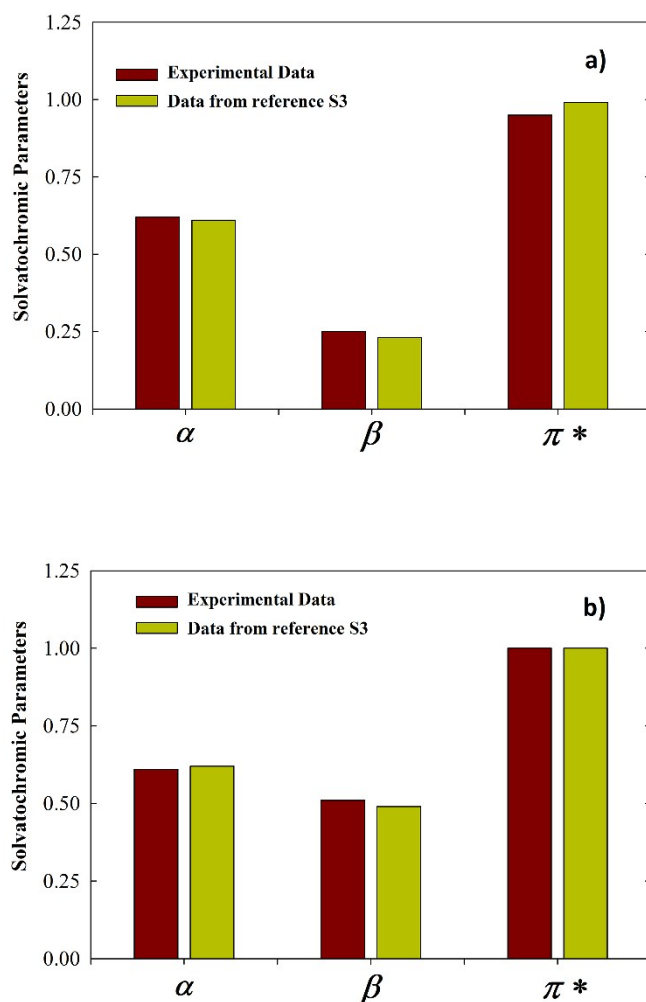 1.25
a)
Experimental Data
Data from reference S3
1.00
0.75
0.50
0.25
0.00
Solvatochromic Parameters
α β π *
1.25
b)
Experimental Data
Data from reference S3
1.00
0.75
0.50
0.25
0.00
Solvatochromic Parameters
α β π *